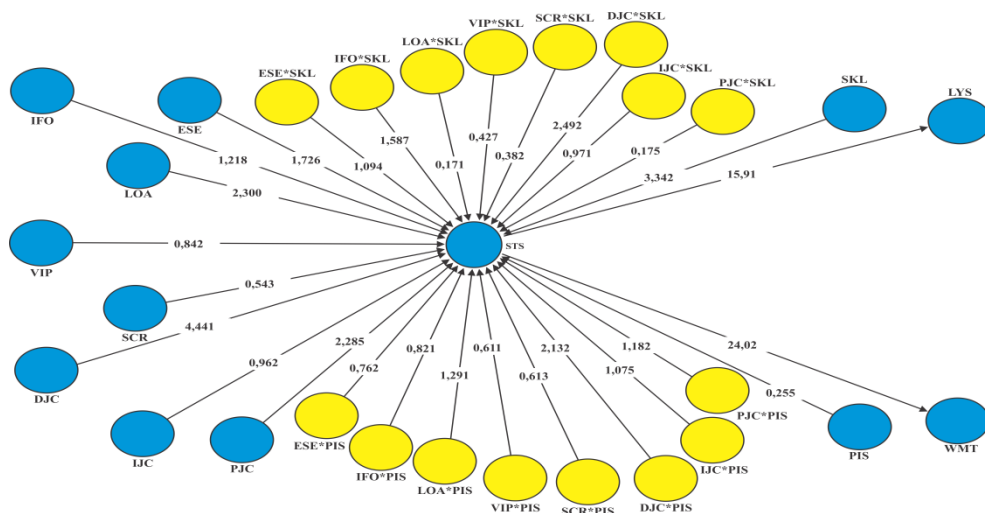 VIP*SKL
SCR*SKL
DJC*SKL
LOA*SKL
IFO*SKL
ESE*SKL
IJC*SKL
PJC*SKL
SKL
LYS
IFO
ESE
LOA
VIP
SCR
DJC
IJC
PJC
STS
1,218
1,726
1,094
1,587
0,171
0,427
0,382
2,492
0,971
0,175
3,342
15,91
2,300
0,842
0,543
4,441
0,962
2,285
0,762
0,821
1,291
0,611
0,613
2,132
1,075
1,182
0,255
24,02
ESE*PIS
IFO*PIS
LOA*PIS
VIP*PIS
SCR*PIS
DJC*PIS
IJC*PIS
PJC*PIS
PIS
WMT